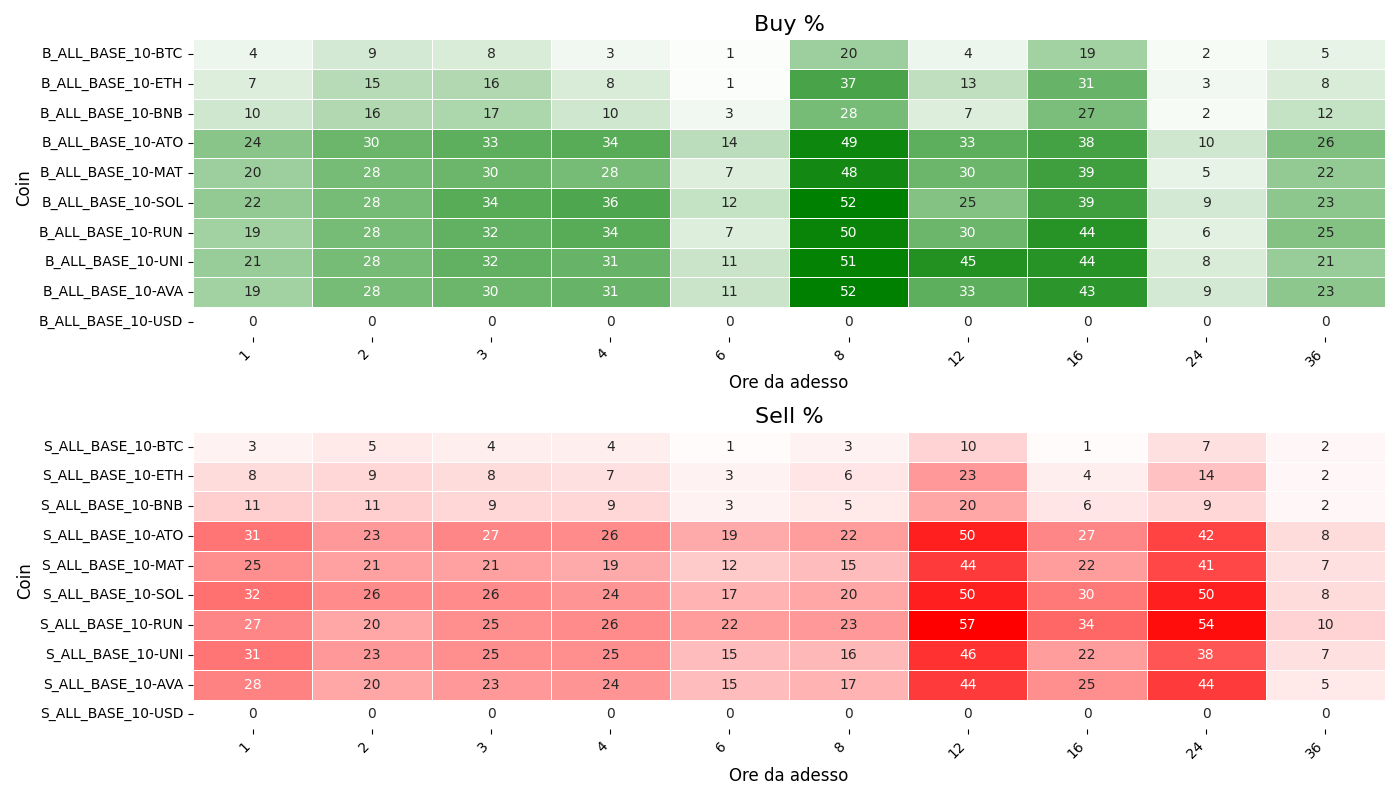 Buy %
Coin
B_ALL_BASE_10-BTC 4 9 8 3 1 20 4 19 2 5
B_ALL_BASE_10-ETH 7 15 16 8 1 37 13 31 3 8
B_ALL_BASE_10-BNB 10 16 17 10 3 28 7 27 2 12
B_ALL_BASE_10-ATO 24 30 33 34 14 49 33 38 10 26
B_ALL_BASE_10-MAT 20 28 30 28 7 48 30 39 5 22
B_ALL_BASE_10-SOL 22 28 34 36 12 52 25 39 9 23
B_ALL_BASE_10-RUN 19 28 32 34 7 50 30 44 6 25
B_ALL_BASE_10-UNI 21 28 32 31 11 51 45 44 8 21
B_ALL_BASE_10-AVA 19 28 30 31 11 52 33 43 9 23
B_ALL_BASE_10-USD 0 0 0 0 0 0 0 0 0 0
1 2 3 4 6 8 12 16 24 36
Ore da adesso
Sell %
Coin
S_ALL_BASE_10-BTC 3 5 4 4 1 3 10 1 7 2
S_ALL_BASE_10-ETH 8 9 8 7 3 6 23 4 14 2
S_ALL_BASE_10-BNB 11 11 9 9 3 5 20 6 9 2
S_ALL_BASE_10-ATO 31 23 27 26 19 22 50 27 42 8
S_ALL_BASE_10-MAT 25 21 21 19 12 15 44 22 41 7
S_ALL_BASE_10-SOL 32 26 26 24 17 20 50 30 50 8
S_ALL_BASE_10-RUN 27 20 25 26 22 23 57 34 54 10
S_ALL_BASE_10-UNI 31 23 25 25 15 16 46 22 38 7
S_ALL_BASE_10-AVA 28 20 23 24 15 17 44 25 44 5
S_ALL_BASE_10-USD 0 0 0 0 0 0 0 0 0 0
1 2 3 4 6 8 12 16 24 36
Ore da adesso